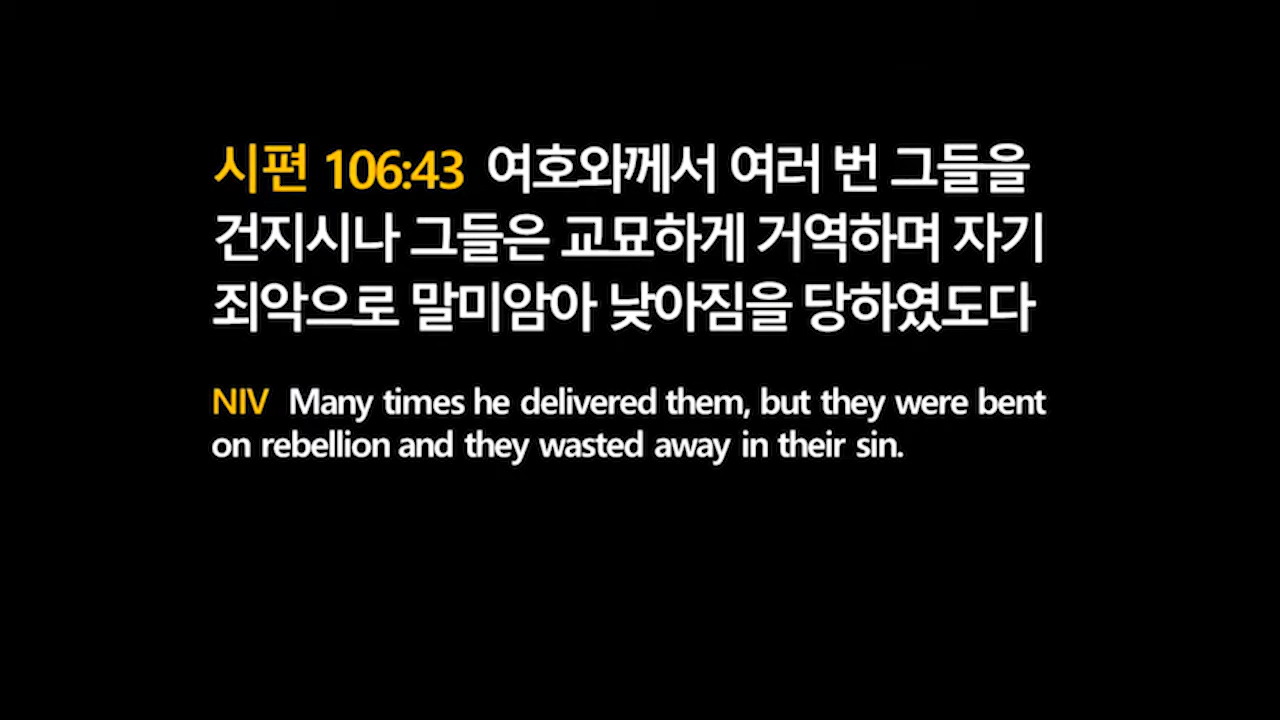 시편 106:43 여호와께서 여러 번 그들을
건지시나 그들은 교묘하게 거역하며 자기
죄악으로 말미암아 낮아짐을 당하였도다
NIV Many times he delivered them, but they were bent
on rebellion and they wasted away in their sin.